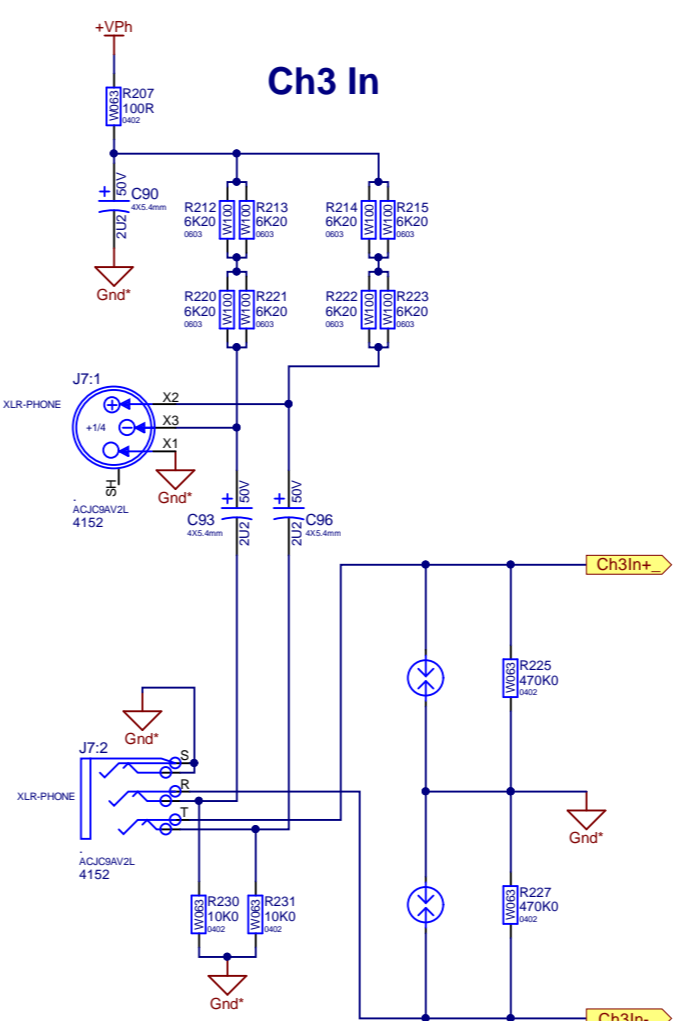 +VPh
Ch3 In
R207
100R
0402
W063
50V
+
C90
4X5.4mm
2U2
Gnd*
R212
6K20
0603
W100
W100
R213
6K20
0603
R214
6K20
0603
W100
W100
R215
6K20
0603
R220
6K20
0603
W100
W100
R221
6K20
0603
R222
6K20
0603
W100
W100
R223
6K20
0603
J7:1
XLR-PHONE
+1/4
+
−
X2
X3
X1
SH
Gnd*
-
ACJC9AV2L
4152
+
50V
C93
4X5.4mm
2U2
+
50V
C96
4X5.4mm
2U2
Ch3In+_
W063
R225
470K0
0402
Gnd*
J7:2
XLR-PHONE
S
R
T
-
ACJC9AV2L
4152
Gnd*
W063
R227
470K0
0402
W063
R230
10K0
0402
W063
R231
10K0
0402
Gnd*
Ch3In-_